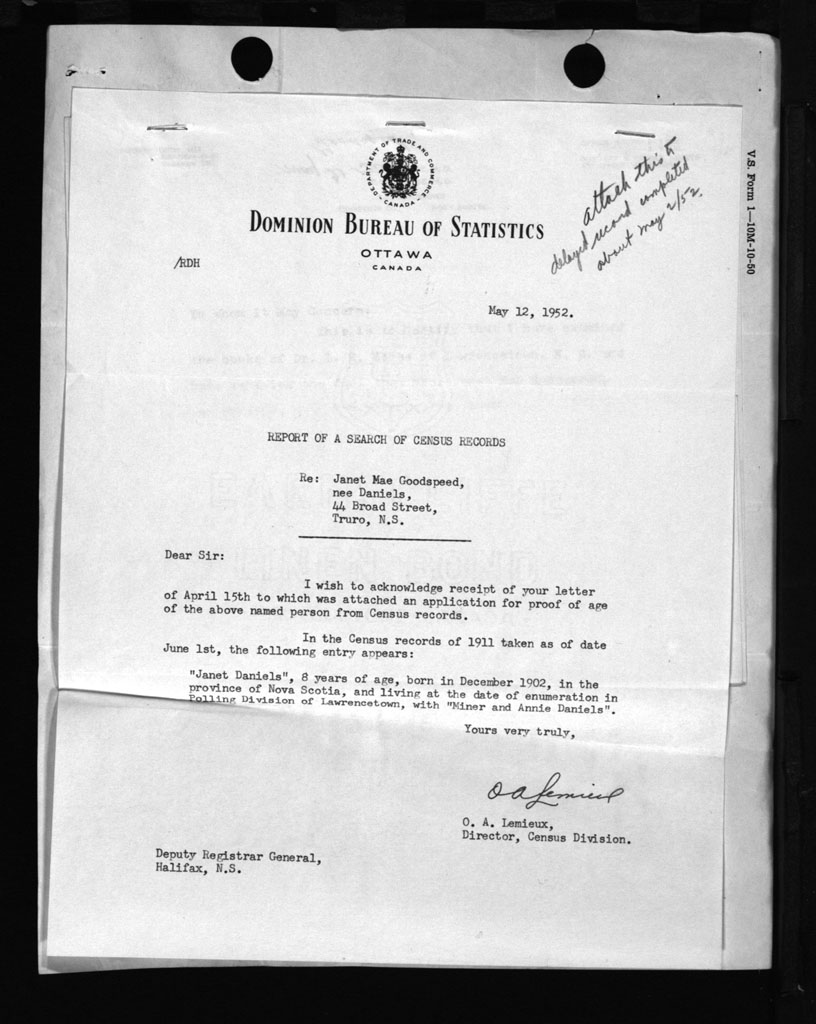 DEPARTMENT OF TRADE AND COMMERCE
CANADA
DOMINION BUREAU OF STATISTICS
OTTAWA
CANADA
attach this to
delayed record completed
about May 2/52.
V.S. Form 1—10M-10-50
/RDH
May 12, 1952.
To Whom It May Concern:
REPORT OF A SEARCH OF CENSUS RECORDS
Re: Janet Mae Goodspeed,
nee Daniels,
44 Broad Street,
Truro, N.S.
Dear Sir:
I wish to acknowledge receipt of your letter
of April 15th to which was attached an application for proof of age
of the above named person from Census records.
In the Census records of 1911 taken as of date
June 1st, the following entry appears:
"Janet Daniels", 8 years of age, born in December 1902, in the
province of Nova Scotia, and living at the date of enumeration in
Polling Division of Lawrencetown, with "Miner and Annie Daniels".
Yours very truly,
O A Lemieux
O. A. Lemieux,
Director, Census Division.
Deputy Registrar General,
Halifax, N.S.